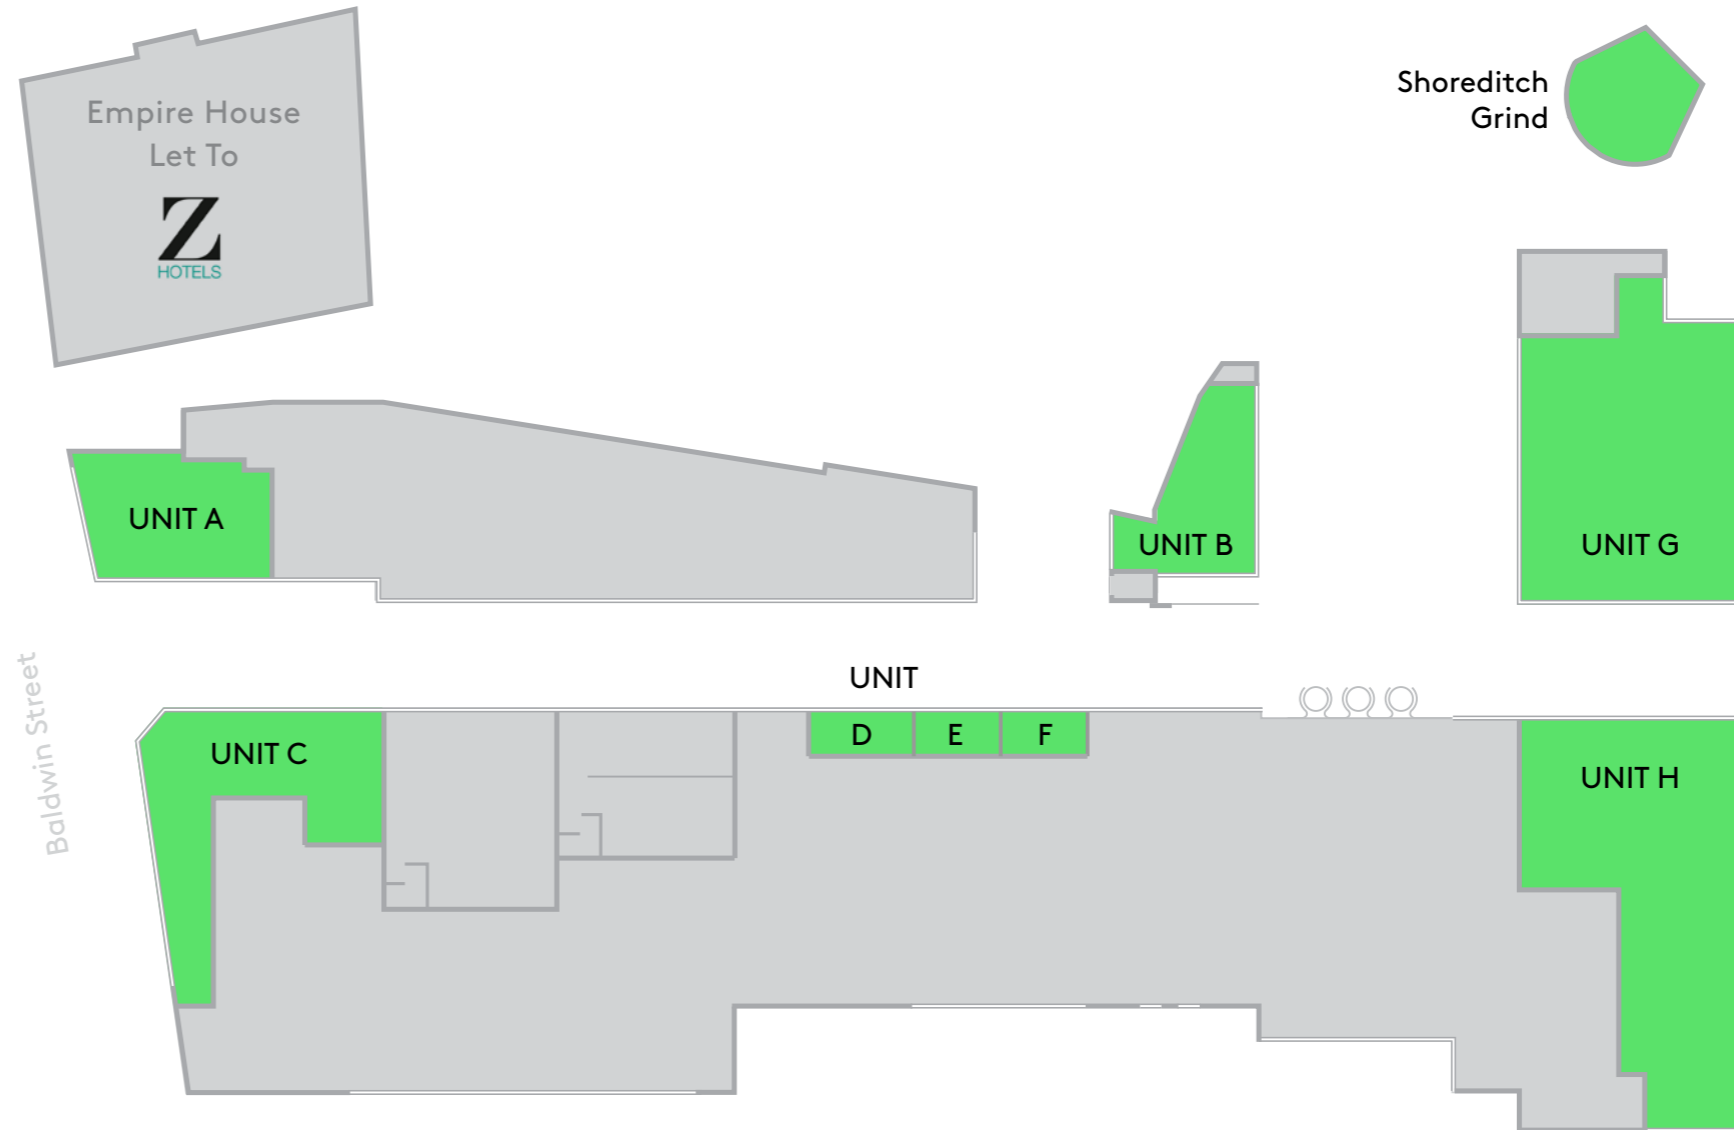 Empire House
Let To
Z
HOTELS
Shoreditch
Grind
UNIT A
UNIT B
UNIT G
Baldwin Street
UNIT
UNIT C
D
E
F
UNIT H